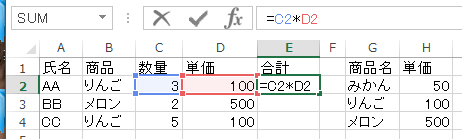 SUM =C2*D2
A B C D E F G H
1 氏名 商品 数量 単価 合計 商品名 単価
2 AA りんご 3 100 =C2*D2 みかん 50
3 BB メロン 2 500 りんご 100
4 CC りんご 5 100 メロン 500